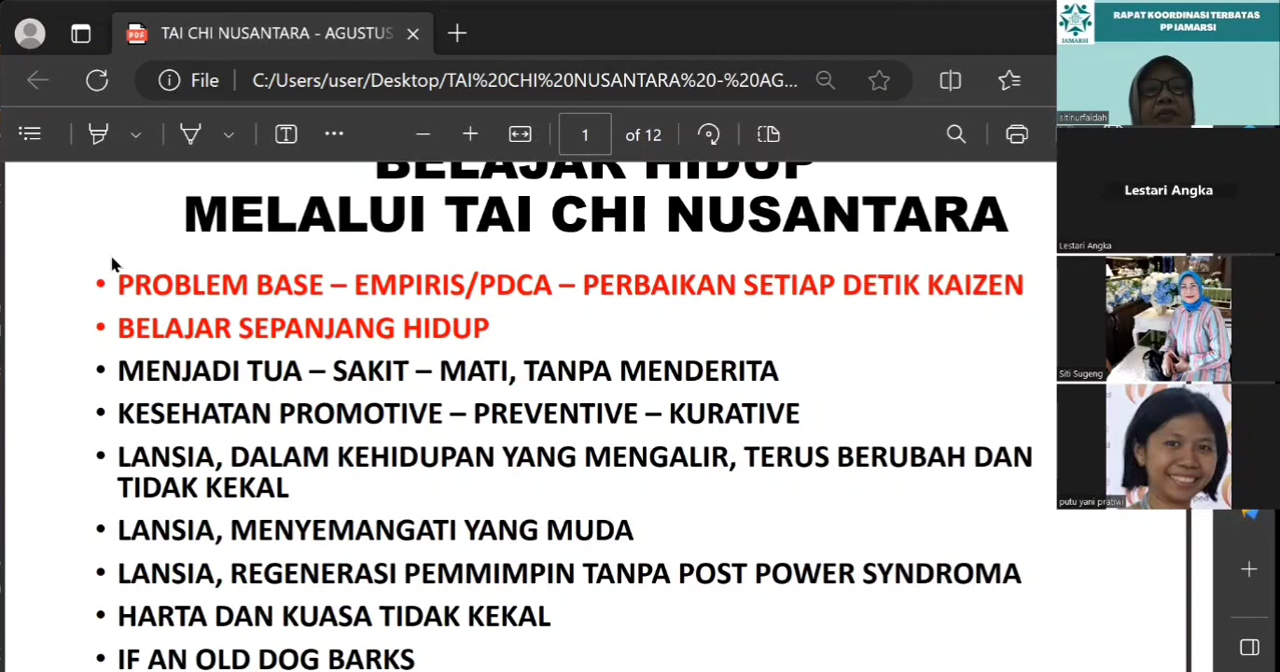 TAI CHI NUSANTARA - AGUSTUS
File
C:/Users/user/Desktop/TAI%20CHI%20NUSANTARA%20-%20AG...
1 of 12
BELAJAR HIDUP
MELALUI TAI CHI NUSANTARA
• PROBLEM BASE – EMPIRIS/PDCA – PERBAIKAN SETIAP DETIK KAIZEN
• BELAJAR SEPANJANG HIDUP
• MENJADI TUA – SAKIT – MATI, TANPA MENDERITA
• KESEHATAN PROMOTIVE – PREVENTIVE – KURATIVE
• LANSIA, DALAM KEHIDUPAN YANG MENGALIR, TERUS BERUBAH DAN
TIDAK KEKAL
• LANSIA, MENYEMANGATI YANG MUDA
• LANSIA, REGENERASI PEMMIMPIN TANPA POST POWER SYNDROMA
• HARTA DAN KUASA TIDAK KEKAL
• IF AN OLD DOG BARKS
IAMARSI
RAPAT KOORDINASI TERBATAS
PP IAMARSI
sitinurfaidah
Lestari Angka
Lestari Angka
Siti Sugeng
putu yani pratiwi